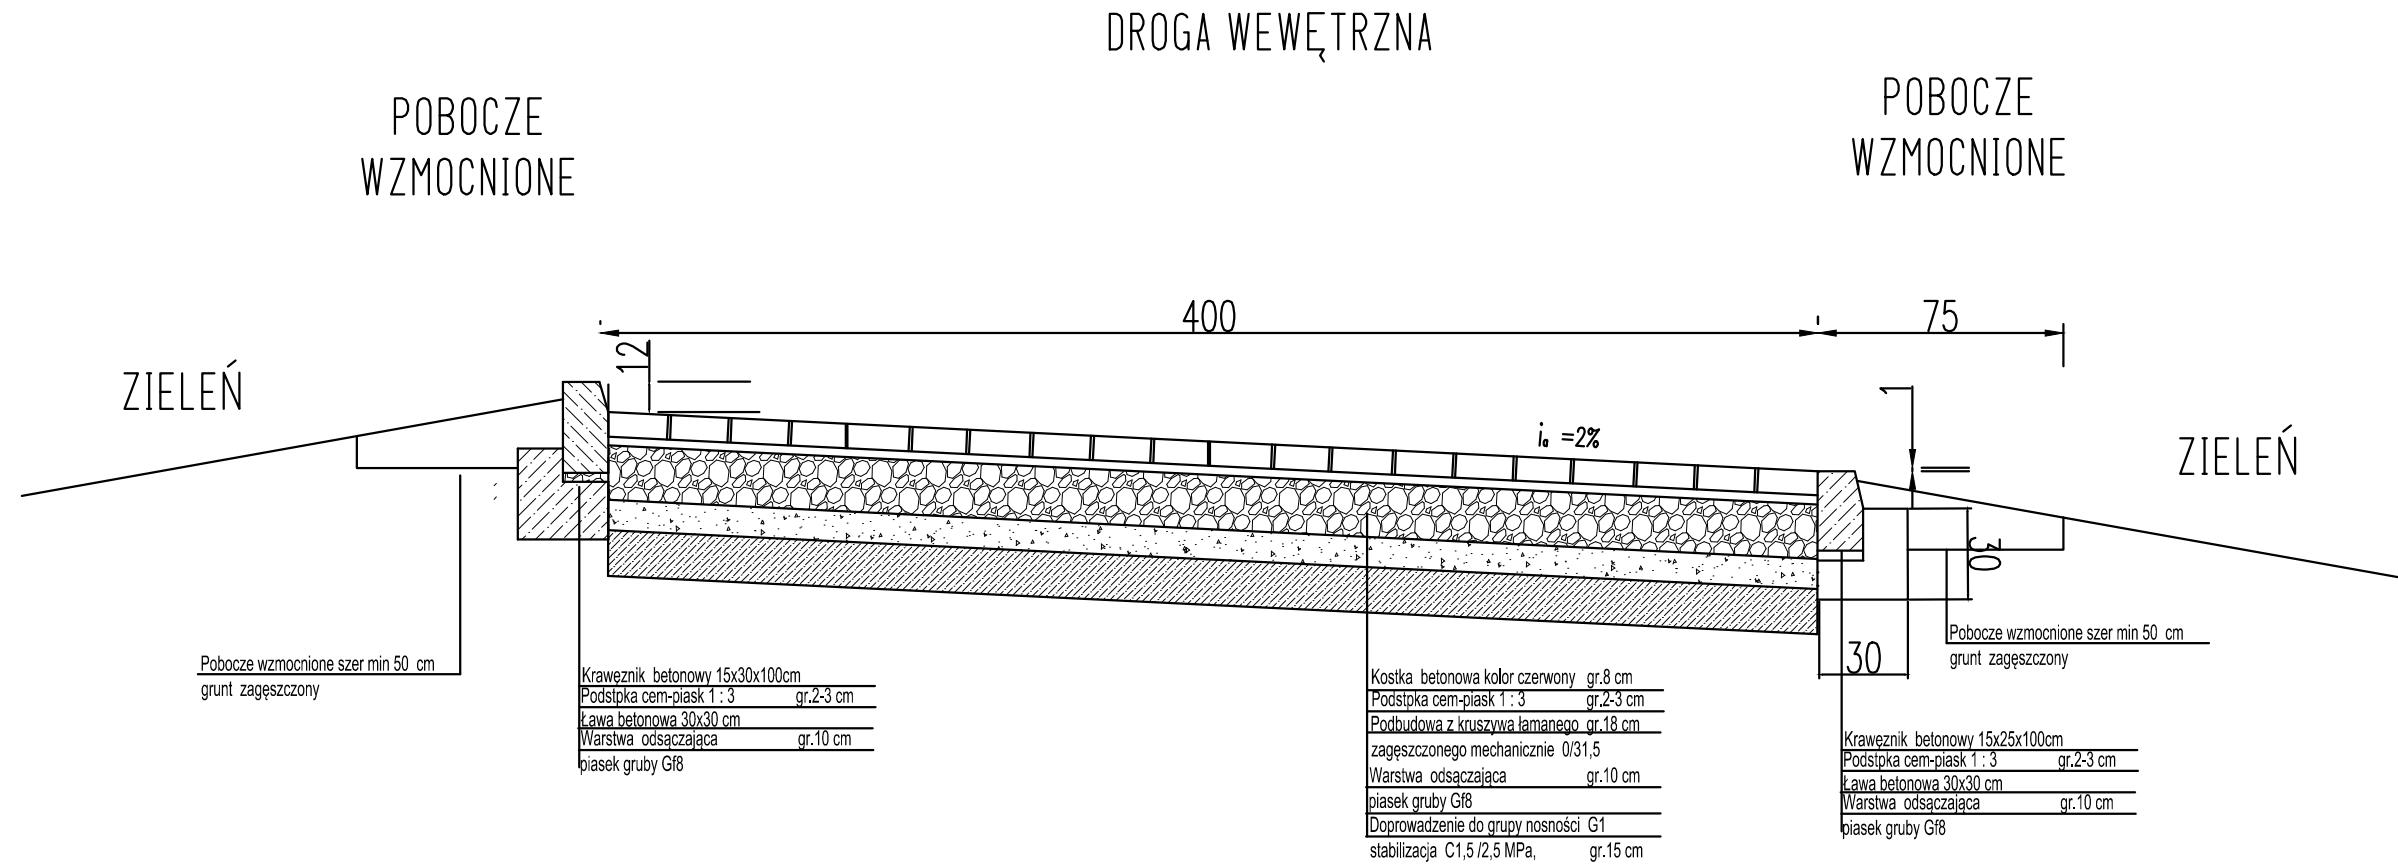 DROGA WEWĘTRZNA
POBOCZE
WZMOCNIONE
POBOCZE
WZMOCNIONE
400
75
12
1
ZIELEŃ
ia =2%
ZIELEŃ
30
30
Pobocze wzmocnione szer min 50 cm
grunt zagęszczony
Krawęznik betonowy 15x30x100cm
Podstpka cem-piask 1 : 3 gr.2-3 cm
Ława betonowa 30x30 cm
Warstwa odsączająca gr.10 cm
piasek gruby Gf8
Kostka betonowa kolor czerwony gr.8 cm
Podstpka cem-piask 1 : 3 gr.2-3 cm
Podbudowa z kruszywa łamanego gr.18 cm
zagęszczonego mechanicznie 0/31,5
Warstwa odsączająca gr.10 cm
piasek gruby Gf8
Doprowadzenie do grupy nosności G1
stabilizacja C1,5 /2,5 MPa, gr.15 cm
Pobocze wzmocnione szer min 50 cm
grunt zagęszczony
Krawęznik betonowy 15x25x100cm
Podstpka cem-piask 1 : 3 gr.2-3 cm
Ława betonowa 30x30 cm
Warstwa odsączająca gr.10 cm
piasek gruby Gf8